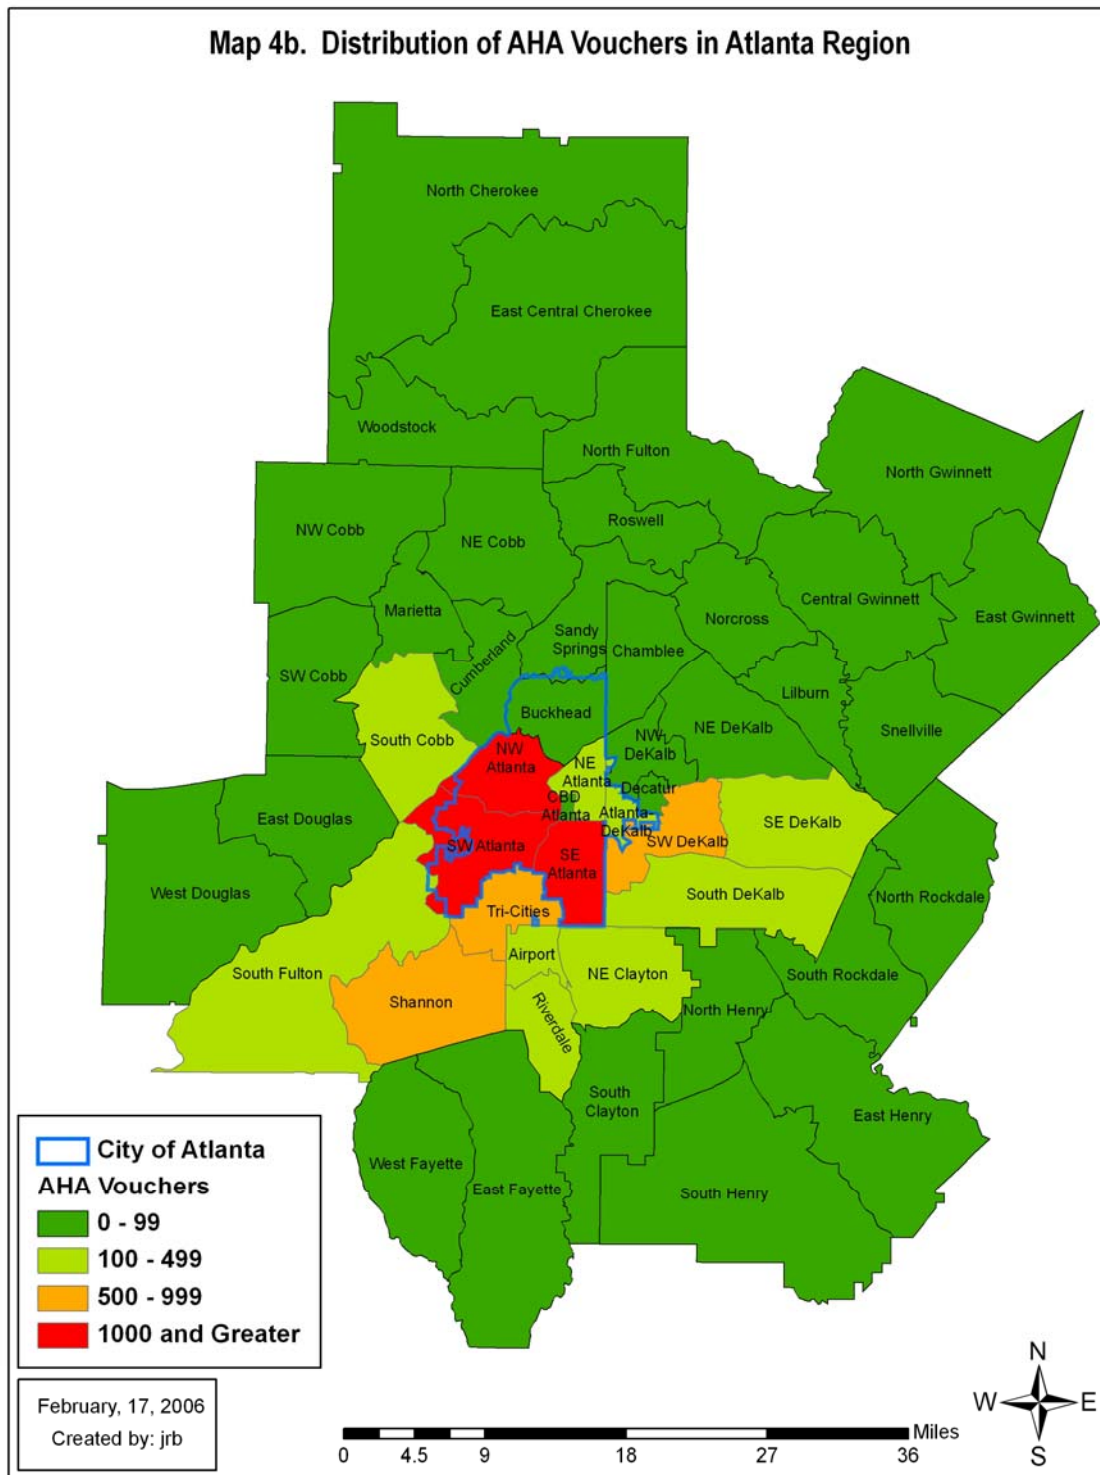 Map 4b.  Distribution of AHA Vouchers in Atlanta Region
North Cherokee
East Central Cherokee
Woodstock
North Fulton
North Gwinnett
Roswell
NW Cobb
NE Cobb
Central Gwinnett
Marietta
Norcross
East Gwinnett
Sandy
Springs
Chamblee
Cumberland
SW Cobb
Lilburn
Buckhead
NE DeKalb
Snellville
South Cobb
NW
DeKalb
NW
Atlanta
NE
Atlanta
Decatur
CBD
Atlanta
Atlanta-
DeKalb
East Douglas
SE DeKalb
SW Atlanta
SW DeKalb
SE
Atlanta
West Douglas
South DeKalb
North Rockdale
Tri-Cities
Airport
South Fulton
NE Clayton
South Rockdale
Shannon
Riverdale
North Henry
South
Clayton
East Henry
West Fayette
East Fayette
South Henry
City of Atlanta
AHA Vouchers
0 - 99
100 - 499
500 - 999
1000 and Greater
February, 17, 2006
Created by: jrb
N
W
E
S
Miles
0 4.5 9 18 27 36